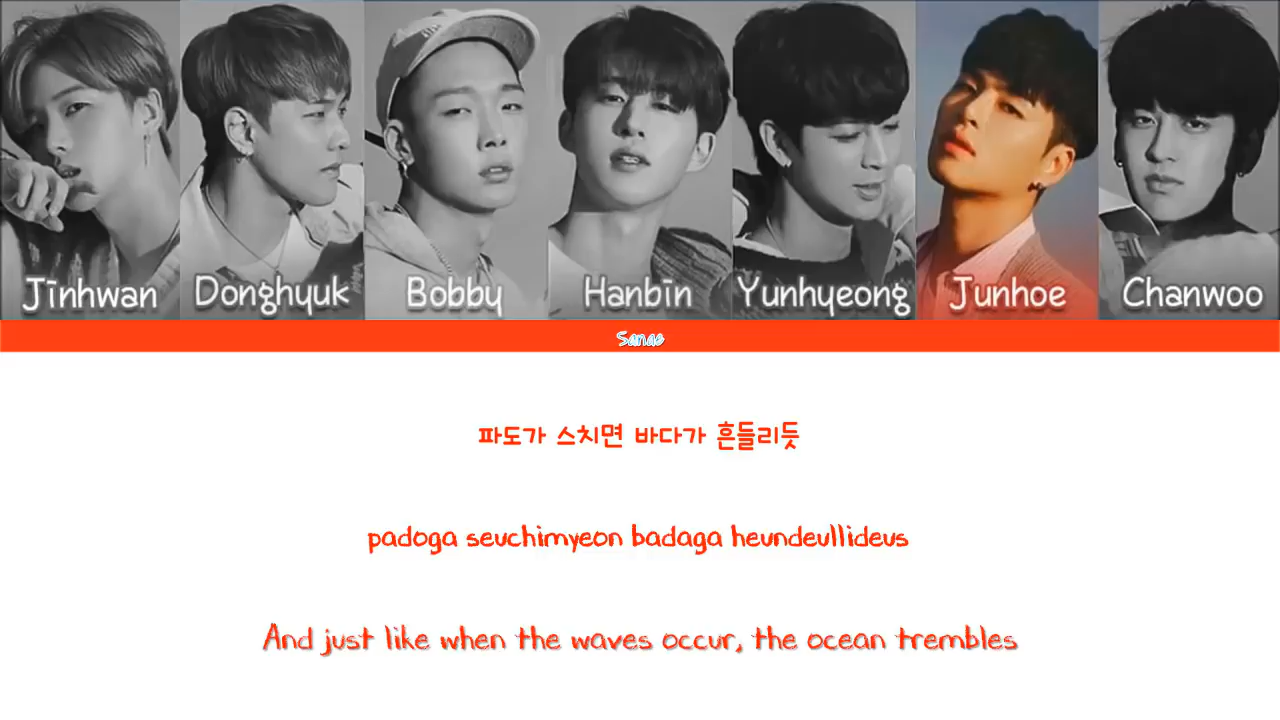 Jīnhwan Donghyuk Bobby Hanbīn Yunhyeong Junhoe Chanwoo
Sanae
파도가 스치면 바다가 흔들리듯
padoga seuchimyeon badaga heundeullideus
And just like when the waves occur, the ocean trembles